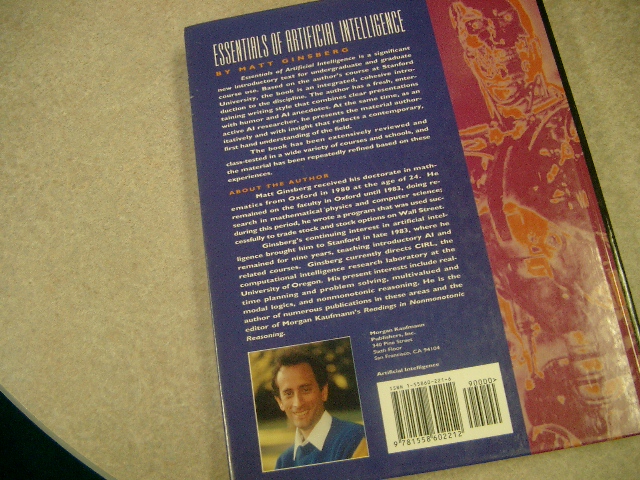 ESSENTIALS OF ARTIFICIAL INTELLIGENCE
BY MATT GINSBERG
Essentials of Artificial Intelligence is a significant
new introductory text for undergraduate and graduate
course use. Based on the author's course at Stanford
University, the book is an integrated, cohesive intro-
duction to the discipline. The author has a fresh, enter-
taining writing style that combines clear presentations
with humor and AI anecdotes. At the same time, as an
active AI researcher, he presents the material author-
itatively and with insight that reflects a contemporary,
first hand understanding of the field.
The book has been extensively reviewed and
class-tested in a wide variety of courses and schools, and
the material has been repeatedly refined based on these
experiences.
ABOUT THE AUTHOR
Matt Ginsberg received his doctorate in math-
ematics from Oxford in 1980 at the age of 24. He
remained on the faculty in Oxford until 1983, doing re-
search in mathematical physics and computer science;
during this period, he wrote a program that was used suc-
cessfully to trade stock and stock options on Wall Street.
Ginsberg's continuing interest in artificial intel-
ligence brought him to Stanford in late 1983, where he
remained for nine years, teaching introductory AI and
related courses. Ginsberg currently directs CIRL, the
computational intelligence research laboratory at the
University of Oregon. His present interests include real-
time planning and problem solving, multivalued and
modal logics, and nonmonotonic reasoning. He is the
author of numerous publications in these areas and the
editor of Morgan Kaufmann's Readings in Nonmonotonic
Reasoning.
Morgan Kaufmann
Publishers, Inc.
340 Pine Street
Sixth Floor
San Francisco, CA 94104
Artificial Intelligence
ISBN 1-55860-221-6
90000>
9 781558 602212